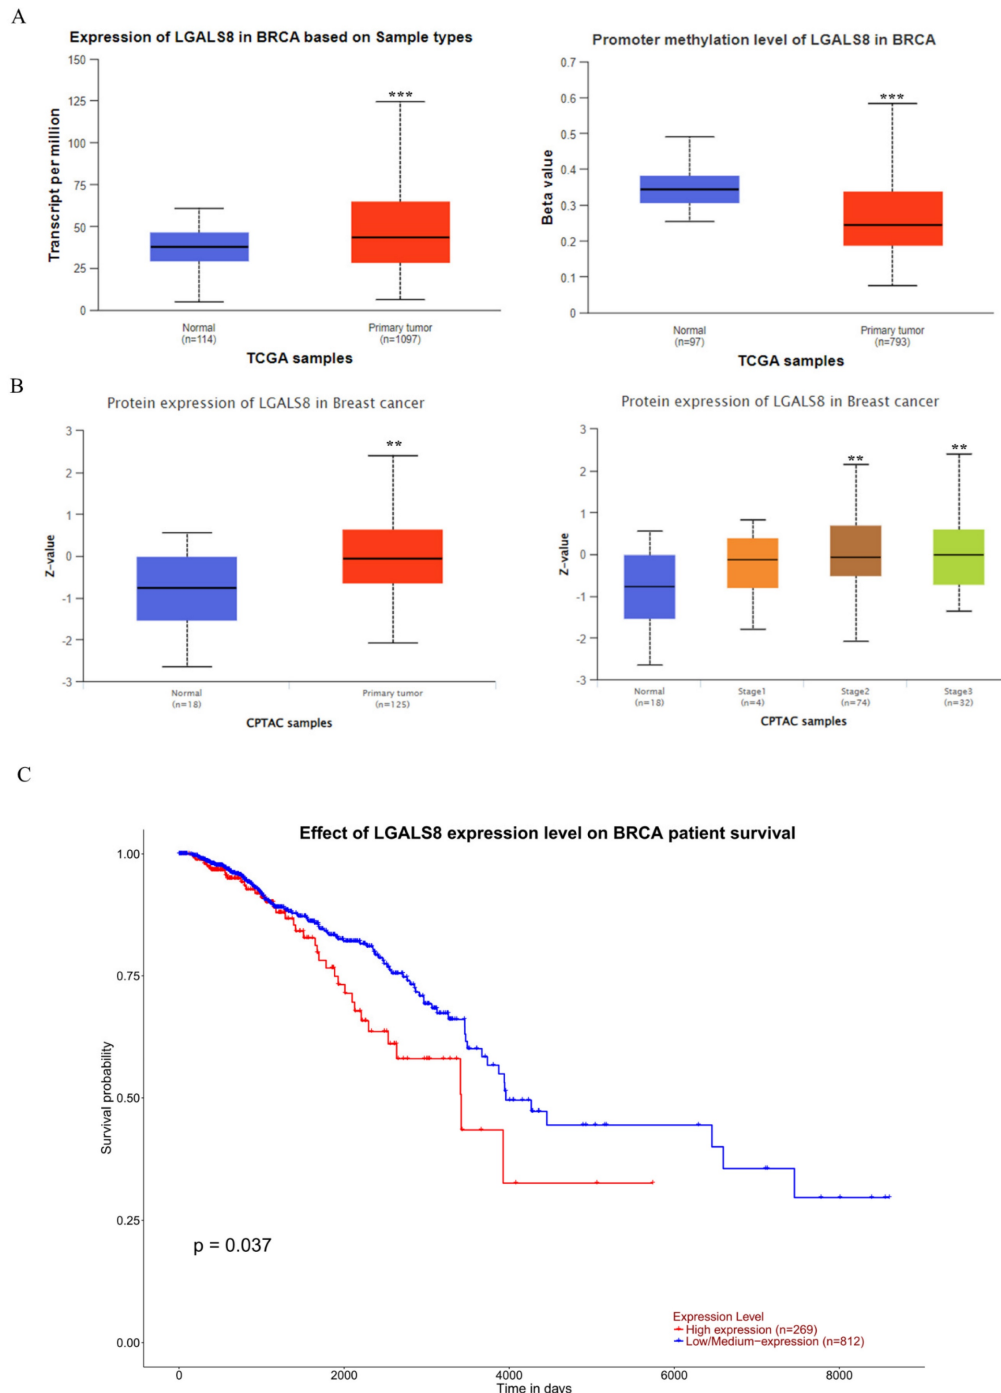 A
Expression of LGALS8 in BRCA based on Sample types
Transcript per million
150
125
100
75
50
25
0
***
Normal
(n=114)
Primary tumor
(n=1097)
TCGA samples
Promoter methylation level of LGALS8 in BRCA
Beta value
0.7
0.6
0.5
0.4
0.3
0.2
0.1
0
***
Normal
(n=97)
Primary tumor
(n=793)
TCGA samples
B
Protein expression of LGALS8 in Breast cancer
Z-value
3
2
1
0
-1
-2
-3
**
Normal
(n=18)
Primary tumor
(n=125)
CPTAC samples
Protein expression of LGALS8 in Breast cancer
Z-value
3
2
1
0
-1
-2
-3
**
**
Normal
(n=18)
Stage1
(n=4)
Stage2
(n=74)
Stage3
(n=32)
CPTAC samples
C
Effect of LGALS8 expression level on BRCA patient survival
Survival probability
1.00
0.75
0.50
0.25
0.00
p = 0.037
Expression Level
High expression (n=269)
Low/Medium-expression (n=812)
0
2000
4000
6000
8000
Time in days